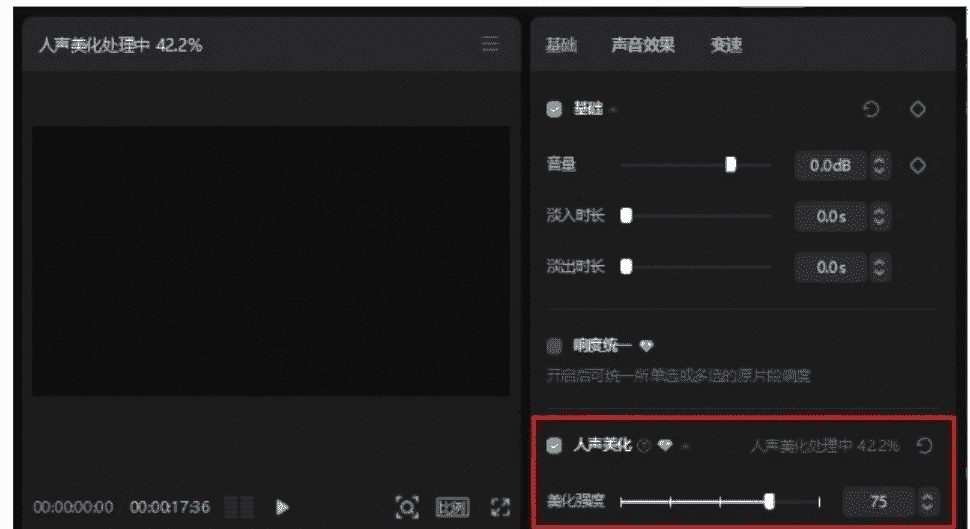 人声美化处理中 42.2%
基础 声音效果 变速
基础
音量 0.0dB
淡入时长 0.0s
淡出时长 0.0s
响度统一
开启后可统一所单选或多选的原片段响度
人声美化 人声美化处理中 42.2%
美化强度 75
00:00:00:00 00:00:17:36 比例